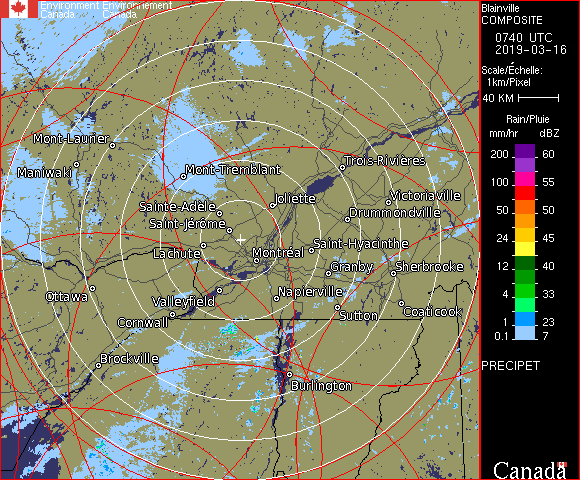 Environment Environnement
Canada Canada
Blainville
COMPOSITE
0740 UTC
2019-03-16
Scale/Échelle:
1km/Pixel
40 KM
Rain/Pluie
mm/hr dBZ
200 60
57
100 55
50 50
24 45
12 40
4 33
1 23
0.1 7
PRECIPET
Canada
Mont-Laurier
Maniwaki
Mont-Tremblant
Trois-Rivières
Joliette
Victoriaville
Sainte-Adèle
Drummondville
Saint-Jérôme
Saint-Hyacinthe
Lachute
Montréal
Granby
Sherbrooke
Ottawa
Valleyfield
Napierville
Coaticook
Cornwall
Sutton
Brockville
Burlington